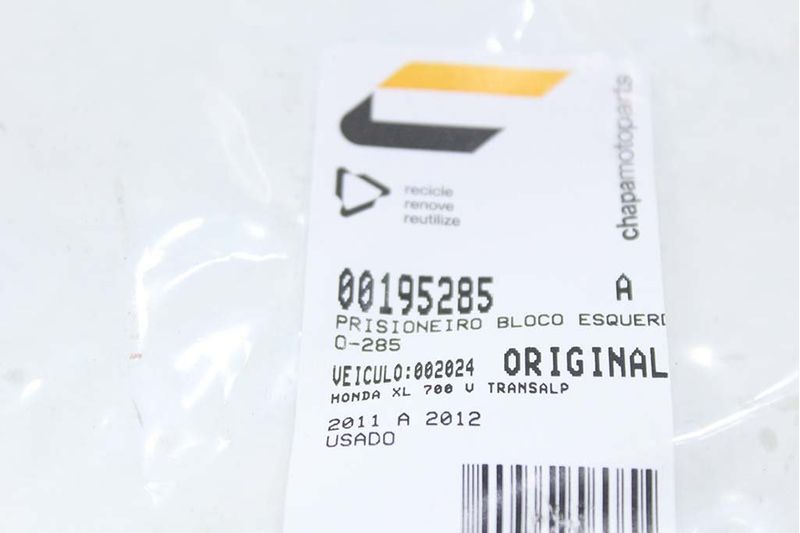 chapamotoparts
recicle
renove
reutilize
00195285 A
PRISIONEIRO BLOCO ESQUERD
O-285
VEICULO:002024 ORIGINAL
HONDA XL 700 V TRANSALP
2011 A 2012
USADO